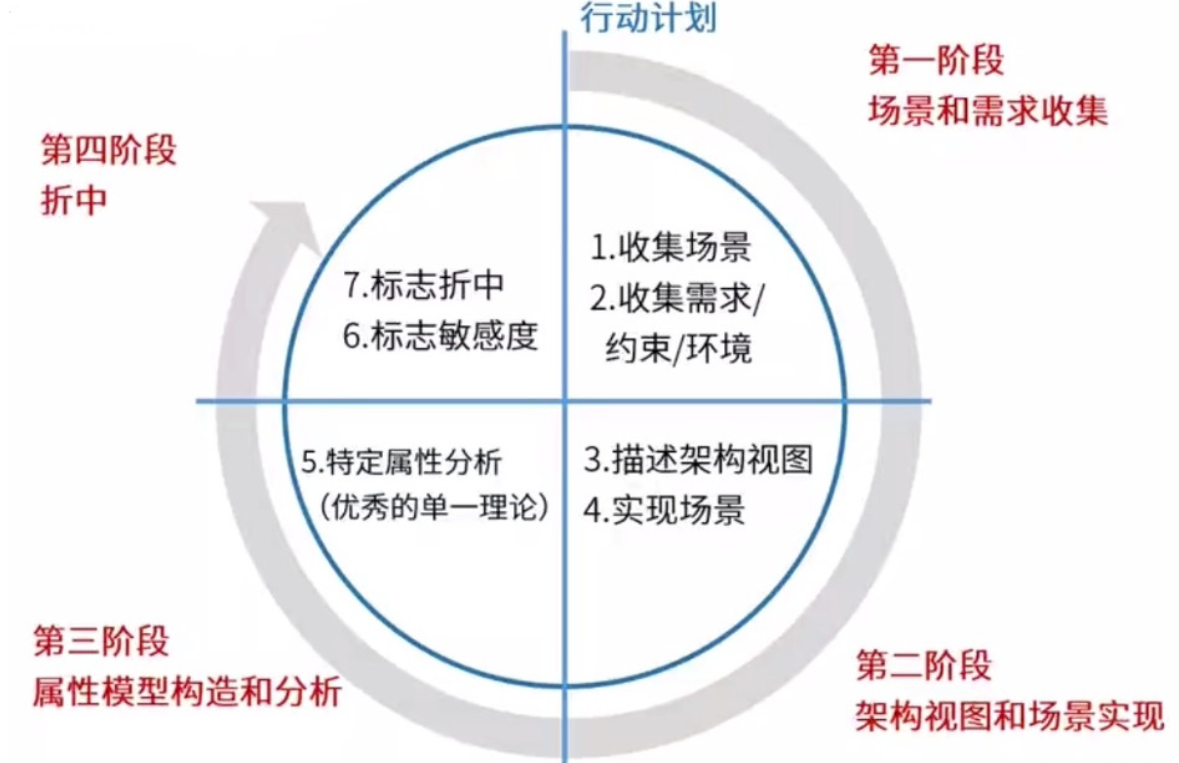 行动计划
第一阶段
场景和需求收集
1.收集场景
2.收集需求/
约束/环境
第二阶段
架构视图和场景实现
3.描述架构视图
4.实现场景
第三阶段
属性模型构造和分析
5.特定属性分析
（优秀的单一理论）
第四阶段
折中
7.标志折中
6.标志敏感度